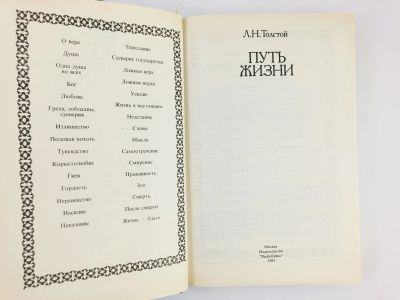 О вере
Душа
Одна душа
во всех
Бог
Любовь
Грехи, соблазны,
суеверия
Излишество
Половая похоть
Тунеядство
Корыстолюбие
Гнев
Гордость
Неравенство
Насилие
Наказание
Тщеславие
Суеверие государства
Ложная вера
Ложная наука
Усилие
Жизнь в настоящем
Неделание
Слово
Мысль
Самоотречение
Смирение
Правдивость
Зло
Смерть
После смерти
Жизнь — благо
Л.Н.Толстой
ПУТЬ
ЖИЗНИ
Москва
Издательство
"Республика"
1993